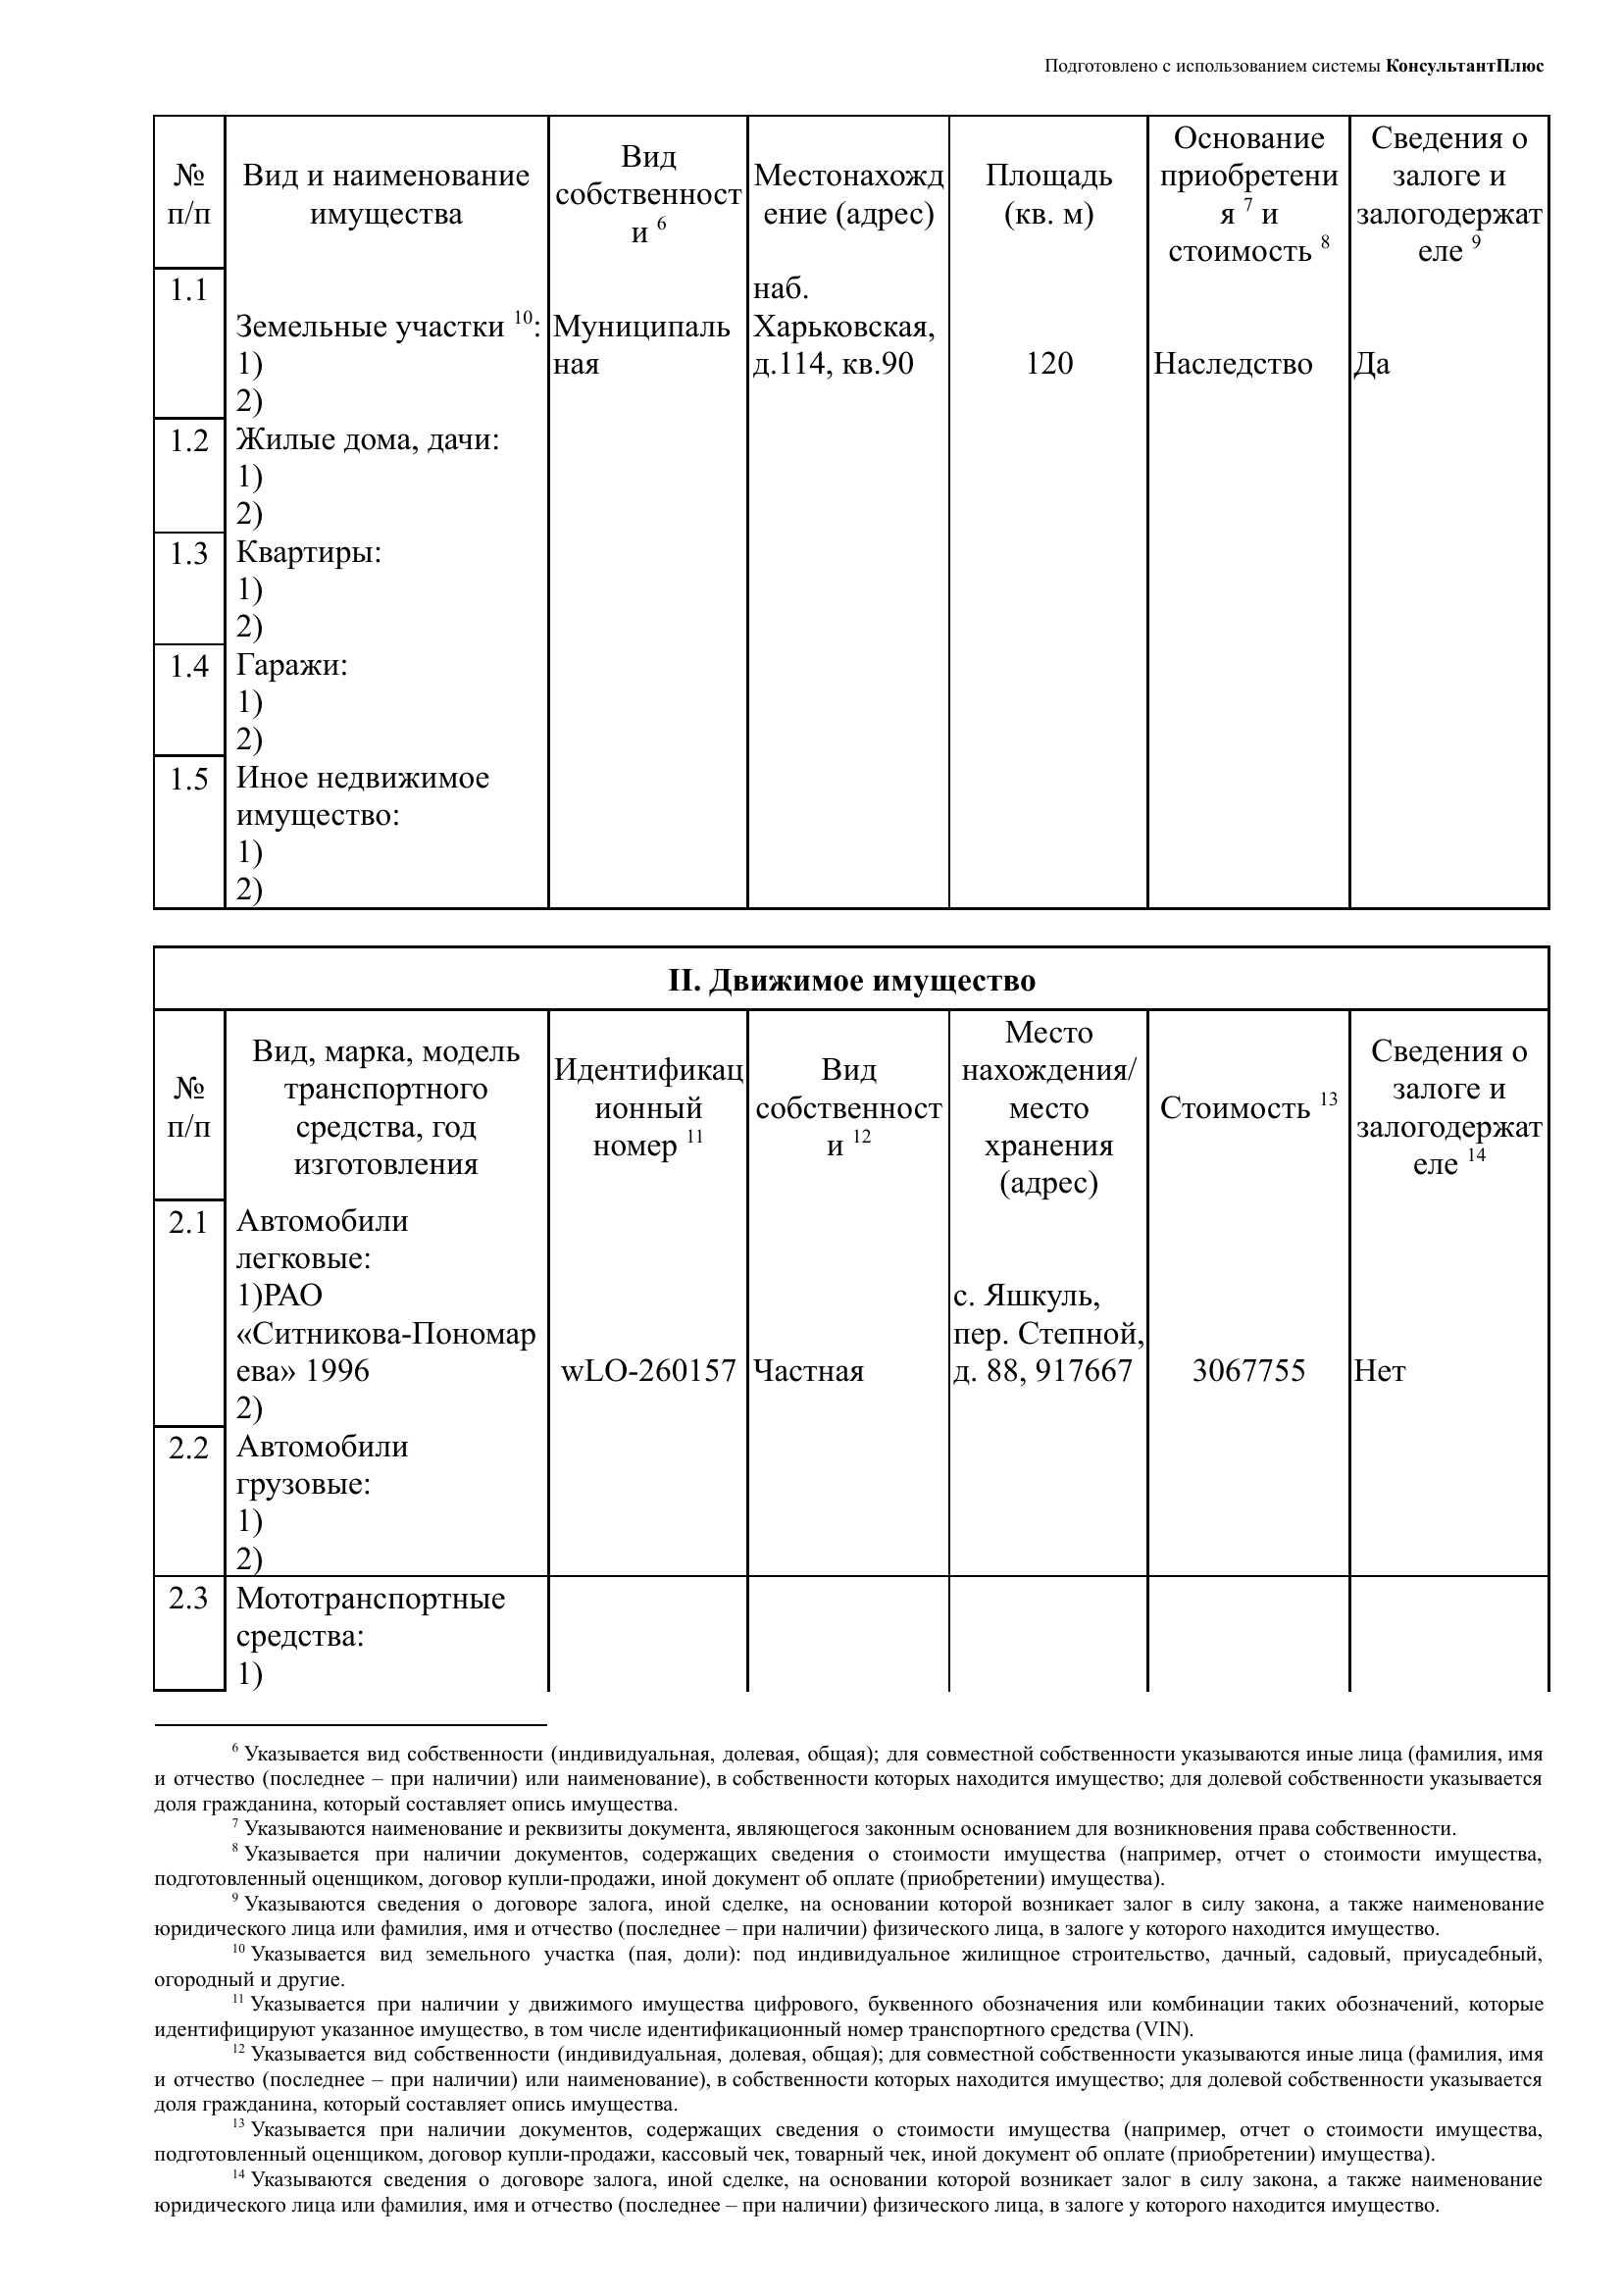 Подготовлено с использованием системы КонсультантПлюс
№ п/п
Вид и наименование имущества
Вид собственност и 6
Местонахожд ение (адрес)
Площадь (кв. м)
Основание приобретени я 7 и стоимость 8
Сведения о залоге и залогодержат еле 9
1.1
Земельные участки 10:
1)
2)
Муниципаль ная
наб. Харьковская, д.114, кв.90
120
Наследство
Да
1.2
Жилые дома, дачи:
1)
2)
1.3
Квартиры:
1)
2)
1.4
Гаражи:
1)
2)
1.5
Иное недвижимое имущество:
1)
2)
II. Движимое имущество
№ п/п
Вид, марка, модель транспортного средства, год изготовления
Идентификац ионный номер 11
Вид собственност и 12
Место нахождения/ место хранения (адрес)
Стоимость 13
Сведения о залоге и залогодержат еле 14
2.1
Автомобили легковые:
1)РАО «Ситникова-Пономар ева» 1996
2)
wLO-260157
Частная
с. Яшкуль, пер. Степной, д. 88, 917667
3067755
Нет
2.2
Автомобили грузовые:
1)
2)
2.3
Мототранспортные средства:
1)
6 Указывается вид собственности (индивидуальная, долевая, общая); для совместной собственности указываются иные лица (фамилия, имя
и отчество (последнее – при наличии) или наименование), в собственности которых находится имущество; для долевой собственности указывается
доля гражданина, который составляет опись имущества.
7 Указываются наименование и реквизиты документа, являющегося законным основанием для возникновения права собственности.
8 Указывается при наличии документов, содержащих сведения о стоимости имущества (например, отчет о стоимости имущества,
подготовленный оценщиком, договор купли-продажи, иной документ об оплате (приобретении) имущества).
9 Указываются сведения о договоре залога, иной сделке, на основании которой возникает залог в силу закона, а также наименование
юридического лица или фамилия, имя и отчество (последнее – при наличии) физического лица, в залоге у которого находится имущество.
10 Указывается вид земельного участка (пая, доли): под индивидуальное жилищное строительство, дачный, садовый, приусадебный,
огородный и другие.
11 Указывается при наличии у движимого имущества цифрового, буквенного обозначения или комбинации таких обозначений, которые
идентифицируют указанное имущество, в том числе идентификационный номер транспортного средства (VIN).
12 Указывается вид собственности (индивидуальная, долевая, общая); для совместной собственности указываются иные лица (фамилия, имя
и отчество (последнее – при наличии) или наименование), в собственности которых находится имущество; для долевой собственности указывается
доля гражданина, который составляет опись имущества.
13 Указывается при наличии документов, содержащих сведения о стоимости имущества (например, отчет о стоимости имущества,
подготовленный оценщиком, договор купли-продажи, кассовый чек, товарный чек, иной документ об оплате (приобретении) имущества).
14 Указываются сведения о договоре залога, иной сделке, на основании которой возникает залог в силу закона, а также наименование
юридического лица или фамилия, имя и отчество (последнее – при наличии) физического лица, в залоге у которого находится имущество.